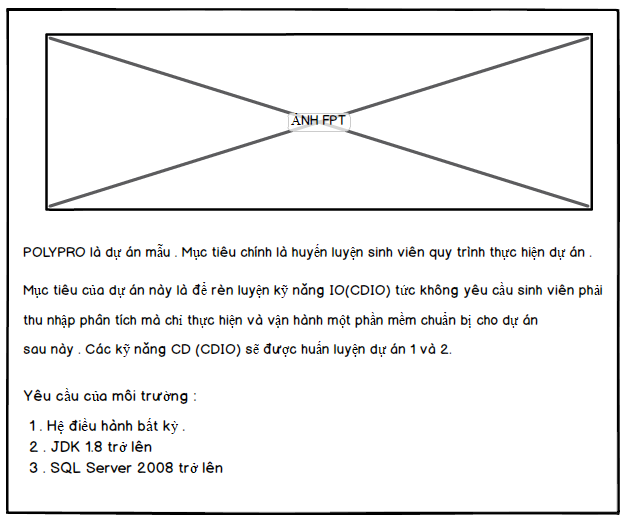 ẢNH FPT
POLYPRO là dự án mẫu . Mục tiêu chính là huyến luyện sinh viên quy trình thực hiện dự án .
Mục tiêu của dự án này là để rèn luyện kỹ năng IO(CDIO) tức không yêu cầu sinh viên phải
thu nhập phân tích mà chỉ thực hiện và vận hành một phần mềm chuẩn bị cho dự án
sau này . Các kỹ năng CD (CDIO) sẽ được huấn luyện dự án 1 và 2.
Yêu cầu của môi trường :
1 . Hệ điều hành bất kỳ .
2 . JDK 1.8 trở lên
3 . SQL Server 2008 trở lên